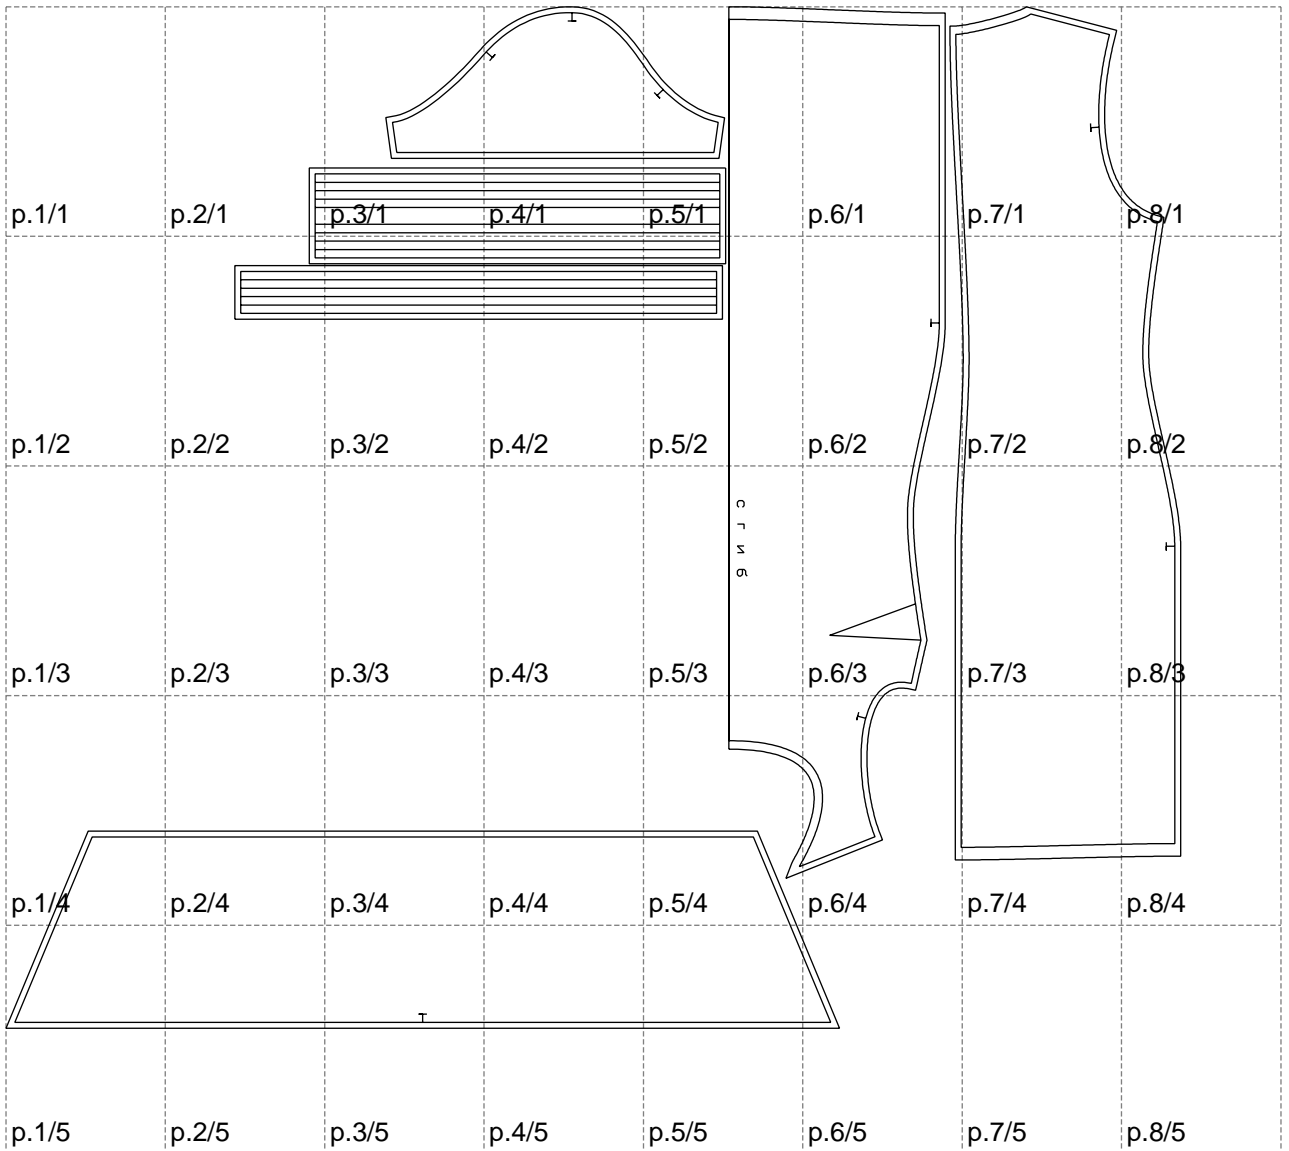 p.1/1 p.2/1 p.3/1 p.4/1 p.5/1 p.6/1 p.7/1 p.8/1
p.1/2 p.2/2 p.3/2 p.4/2 p.5/2 p.6/2 p.7/2 p.8/2
сгиб
p.1/3 p.2/3 p.3/3 p.4/3 p.5/3 p.6/3 p.7/3 p.8/3
p.1/4 p.2/4 p.3/4 p.4/4 p.5/4 p.6/4 p.7/4 p.8/4
p.1/5 p.2/5 p.3/5 p.4/5 p.5/5 p.6/5 p.7/5 p.8/5